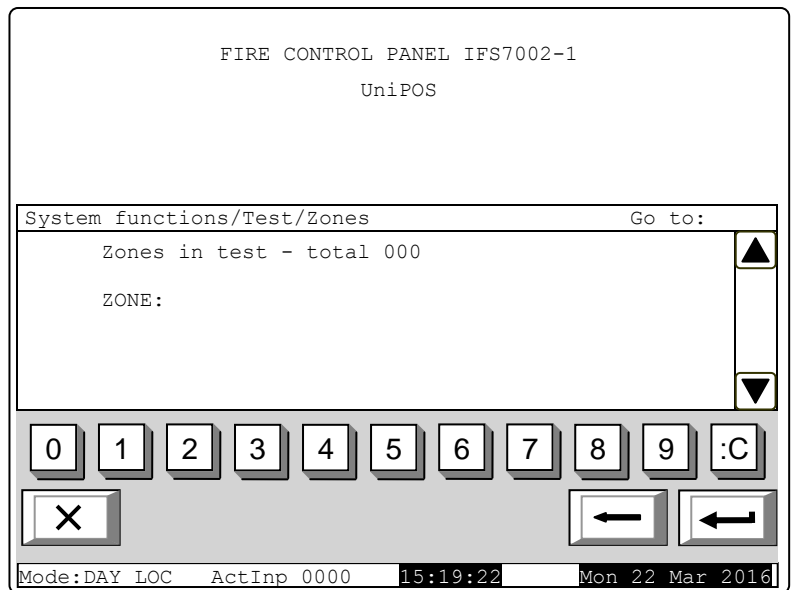 FIRE CONTROL PANEL IFS7002-1
UniPOS
System functions/Test/Zones Go to:
Zones in test - total 000
ZONE:
0 1 2 3 4 5 6 7 8 9 :C
Mode:DAY LOC ActInp 0000 15:19:22 Mon 22 Mar 2016